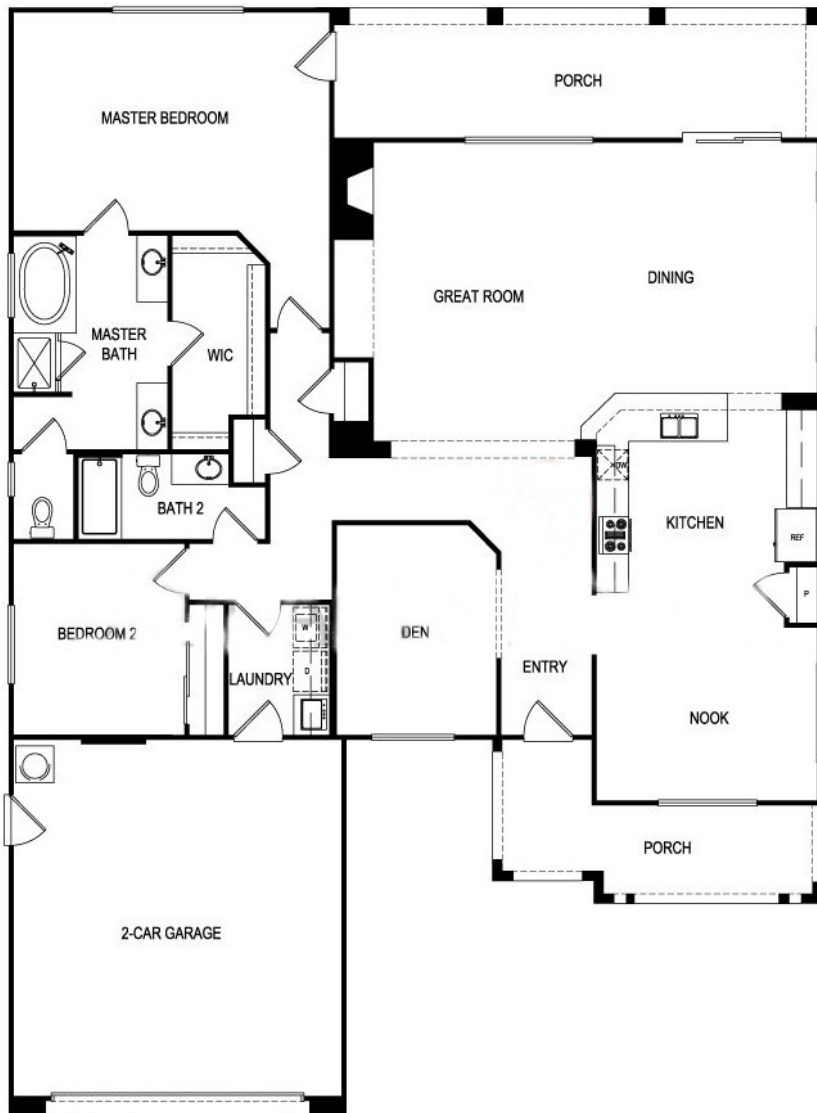 PORCH
MASTER BEDROOM
DINING
GREAT ROOM
MASTER
BATH
WIC
DW
BATH 2
KITCHEN
REF
P
W
BEDROOM 2
DEN
D
LAUNDRY
ENTRY
NOOK
PORCH
2-CAR GARAGE